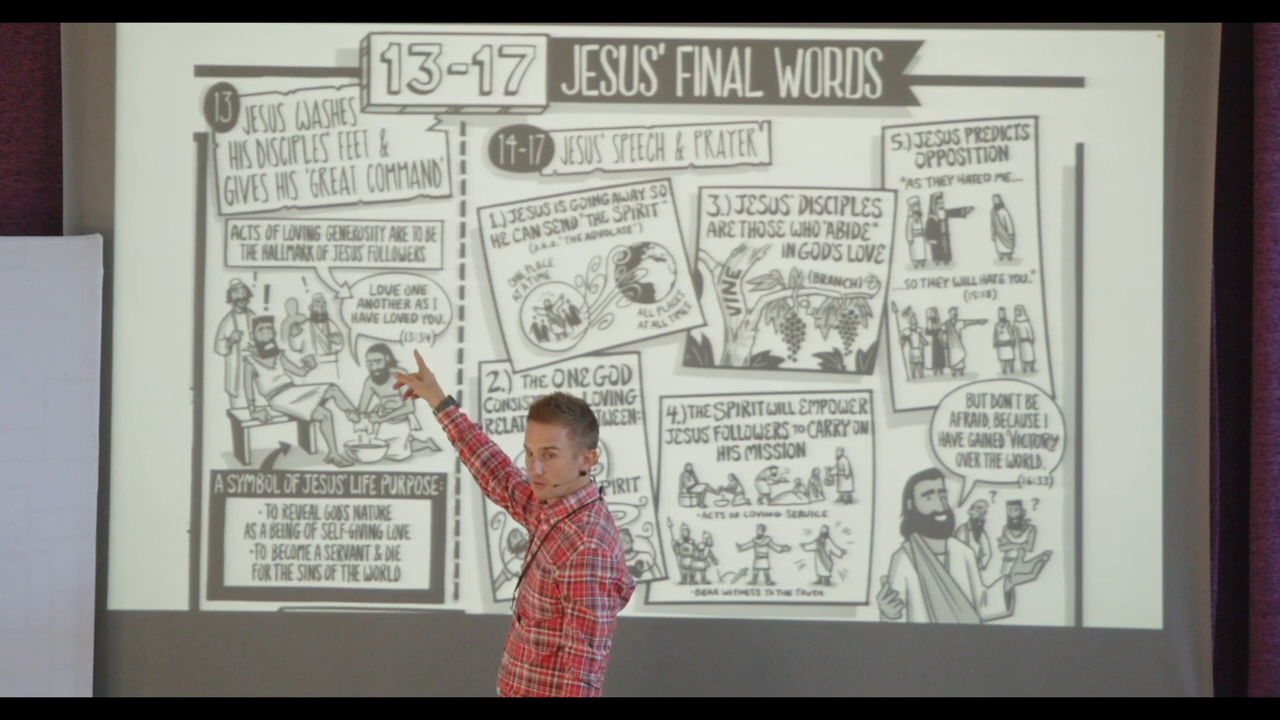 13-17
JESUS' FINAL WORDS
13
JESUS WASHES
HIS DISCIPLES' FEET &
GIVES HIS 'GREAT COMMAND'
ACTS OF LOVING GENEROSITY ARE TO BE
THE HALLMARK OF JESUS' FOLLOWERS
!
!
!
LOVE ONE
ANOTHER AS I
HAVE LOVED YOU.
(13:34)
A SYMBOL OF JESUS' LIFE PURPOSE:
• TO REVEAL GOD'S NATURE
AS A BEING OF SELF-GIVING LOVE
• TO BECOME A SERVANT & DIE
FOR THE SINS OF THE WORLD
14-17
JESUS' SPEECH & PRAYER
1.) JESUS IS GOING AWAY SO
HE CAN SEND "THE SPIRIT"
(a.k.a. "THE ADVOCATE")
ONE PLACE
AT A TIME
ALL PLACES
AT ALL TIMES
2.) THE ONE GOD
LOVING
WEEN:
SPIRIT
3.) JESUS' DISCIPLES
ARE THOSE WHO "ABIDE"
IN GOD'S LOVE
(BRANCH)
VINE
4.) THE SPIRIT WILL EMPOWER
JESUS FOLLOWERS TO CARRY ON
HIS MISSION
• ACTS OF LOVING SERVICE
• BEAR WITNESS TO THE TRUTH
5.) JESUS PREDICTS
OPPOSITION
"AS THEY HATED ME...
...SO THEY WILL HATE YOU."
(15:18)
BUT DON'T BE
AFRAID, BECAUSE I
HAVE GAINED VICTORY
OVER THE WORLD.
(16:33)
?
?